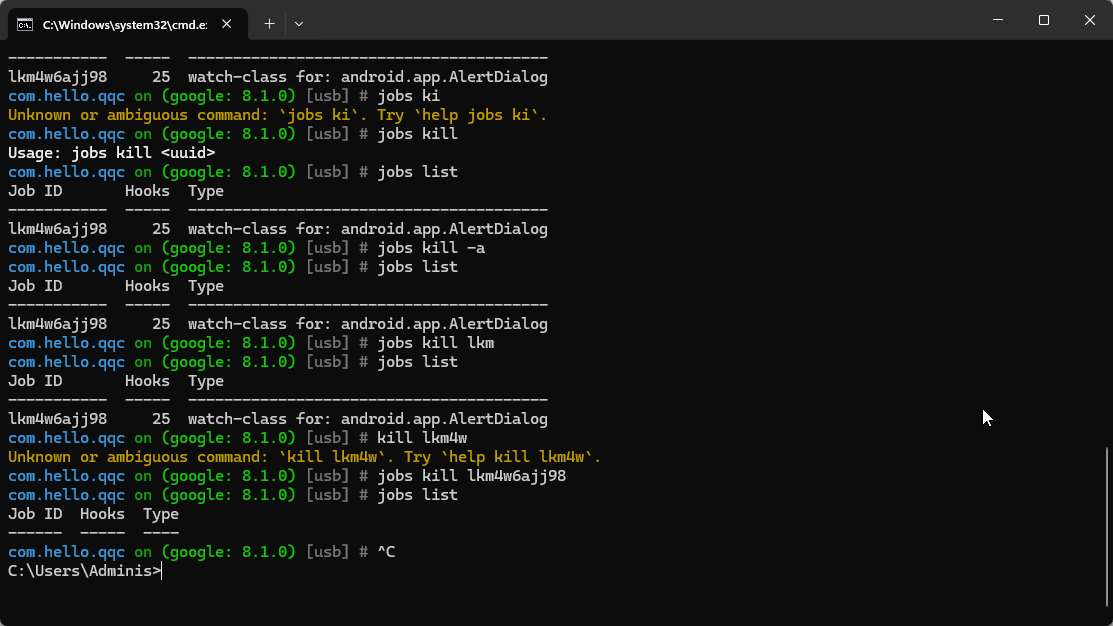 C:\Windows\system32\cmd.e:
-----------  -----  ----------------------------------------
lkm4w6ajj98     25  watch-class for: android.app.AlertDialog
com.hello.qqc on (google: 8.1.0) [usb] # jobs ki
Unknown or ambiguous command: `jobs ki`. Try `help jobs ki`.
com.hello.qqc on (google: 8.1.0) [usb] # jobs kill
Usage: jobs kill <uuid>
com.hello.qqc on (google: 8.1.0) [usb] # jobs list
Job ID       Hooks  Type
-----------  -----  ----------------------------------------
lkm4w6ajj98     25  watch-class for: android.app.AlertDialog
com.hello.qqc on (google: 8.1.0) [usb] # jobs kill -a
com.hello.qqc on (google: 8.1.0) [usb] # jobs list
Job ID       Hooks  Type
-----------  -----  ----------------------------------------
lkm4w6ajj98     25  watch-class for: android.app.AlertDialog
com.hello.qqc on (google: 8.1.0) [usb] # jobs kill lkm
com.hello.qqc on (google: 8.1.0) [usb] # jobs list
Job ID       Hooks  Type
-----------  -----  ----------------------------------------
lkm4w6ajj98     25  watch-class for: android.app.AlertDialog
com.hello.qqc on (google: 8.1.0) [usb] # kill lkm4w
Unknown or ambiguous command: `kill lkm4w`. Try `help kill lkm4w`.
com.hello.qqc on (google: 8.1.0) [usb] # jobs kill lkm4w6ajj98
com.hello.qqc on (google: 8.1.0) [usb] # jobs list
Job ID  Hooks  Type
------  -----  ----
com.hello.qqc on (google: 8.1.0) [usb] # ^C
C:\Users\Adminis>